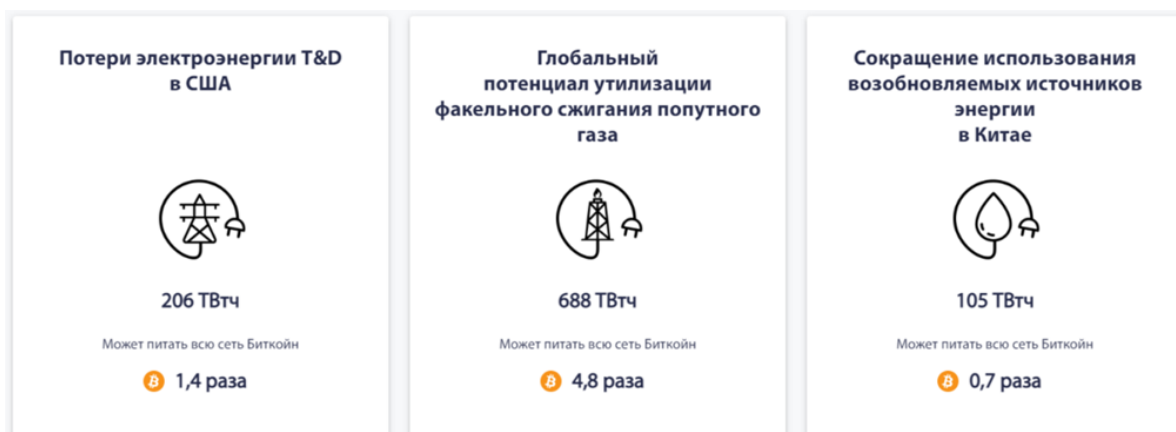 Потери электроэнергии T&D
в США
206 ТВтч
Может питать всю сеть Биткойн
1,4 раза
Глобальный
потенциал утилизации
факельного сжигания попутного
газа
688 ТВтч
Может питать всю сеть Биткойн
4,8 раза
Сокращение использования
возобновляемых источников
энергии
в Китае
105 ТВтч
Может питать всю сеть Биткойн
0,7 раза